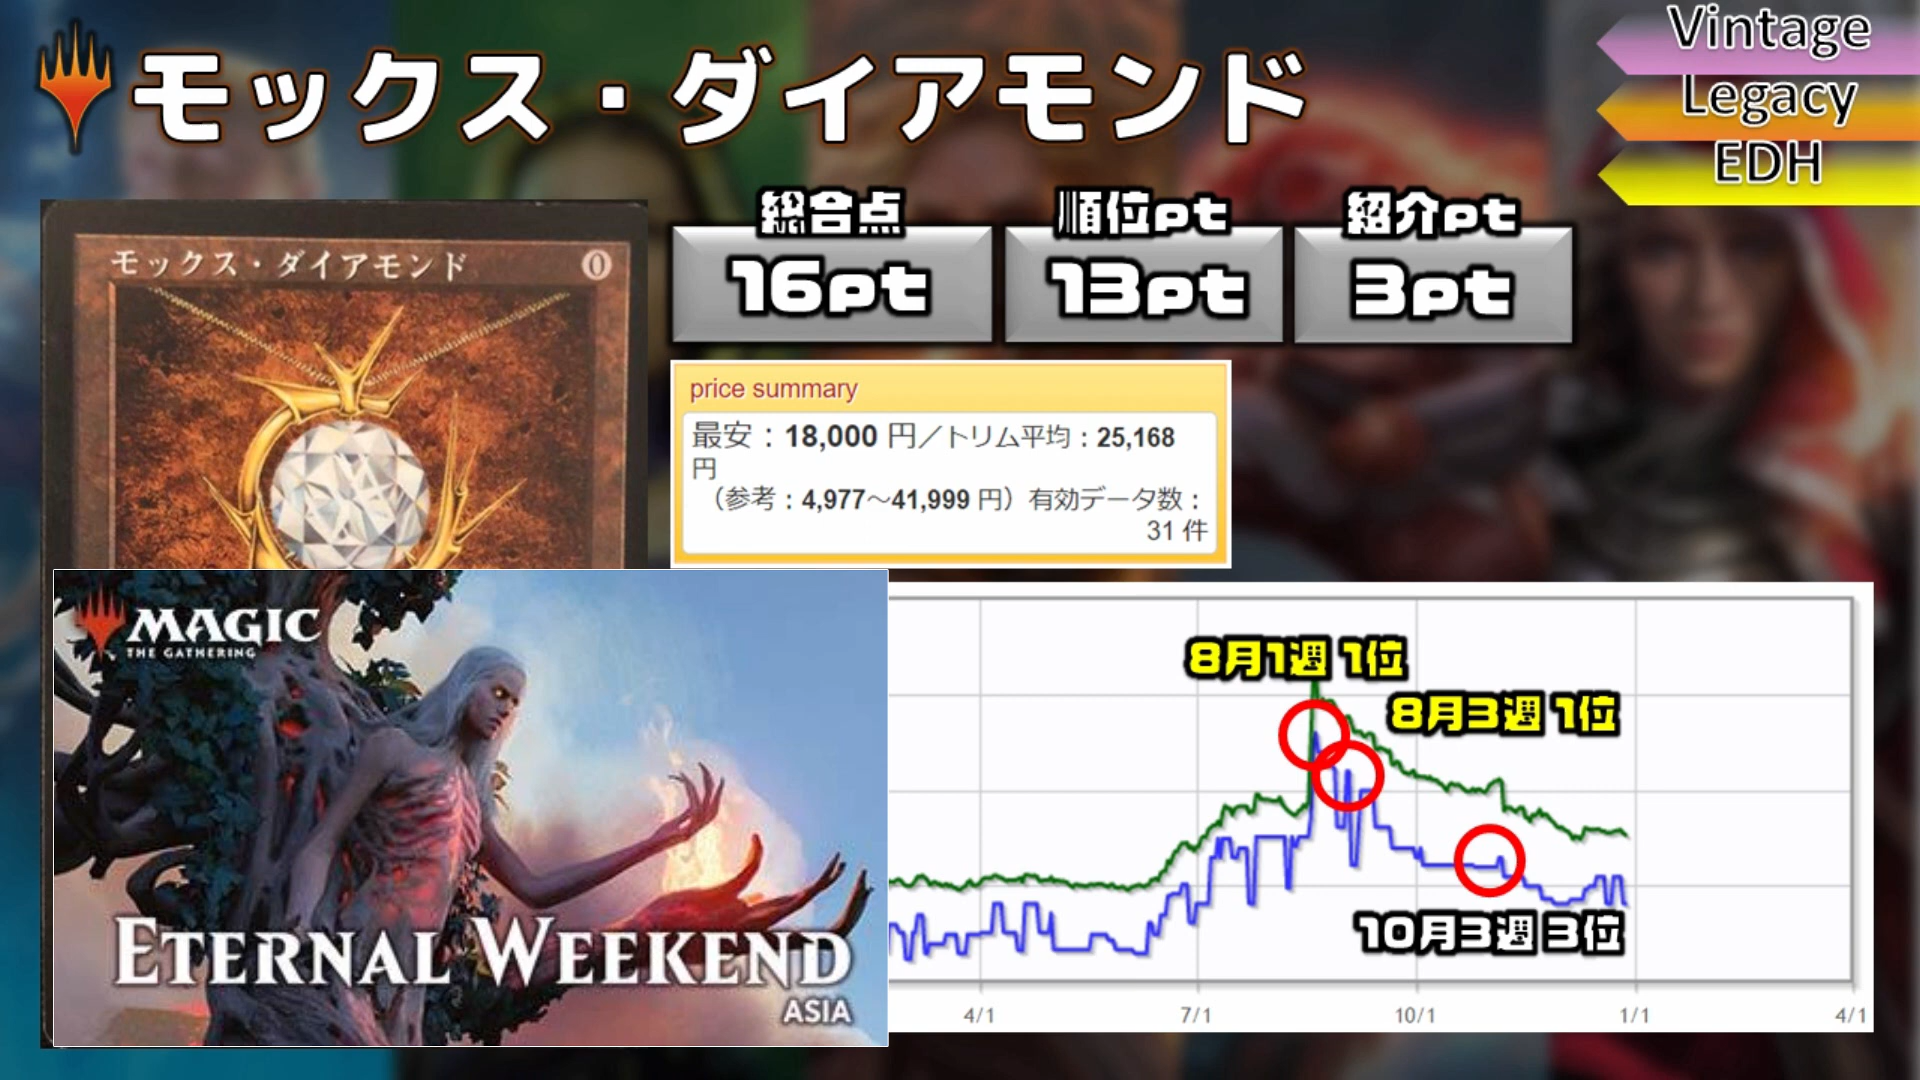 モックス・ダイアモンド
Vintage
Legacy
EDH
モックス・ダイアモンド 0
総合点
16pt
順位pt
13pt
紹介pt
3pt
price summary
最安：18,000 円／トリム平均：25,168
円
（参考：4,977～41,999 円）有効データ数：
31 件
MAGIC
THE GATHERING
ETERNAL WEEKEND
ASIA
8月1週 1位
8月3週 1位
10月3週 3位
4/1 7/1 10/1 1/1 4/1